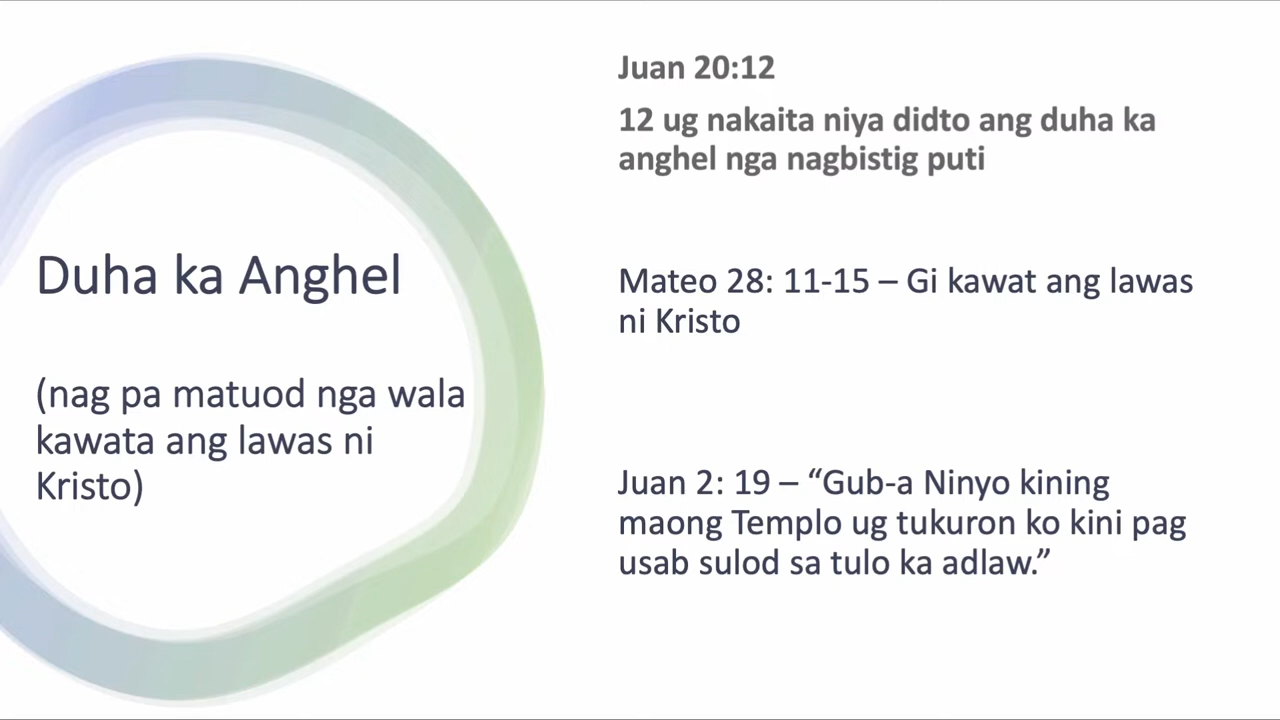 Duha ka Anghel
(nag pa matuod nga wala
kawata ang lawas ni
Kristo)
Juan 20:12
12 ug nakaita niya didto ang duha ka
anghel nga nagbistig puti
Mateo 28: 11-15 – Gi kawat ang lawas
ni Kristo
Juan 2: 19 – “Gub-a Ninyo kining
maong Templo ug tukuron ko kini pag
usab sulod sa tulo ka adlaw.”